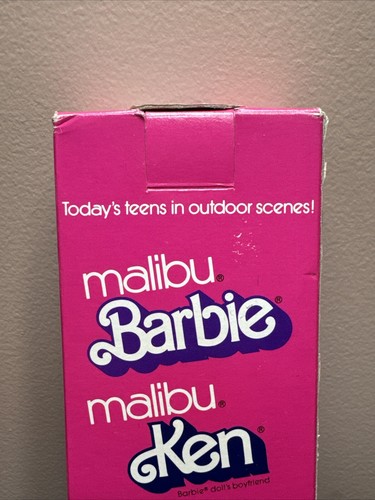 Today's teens in outdoor scenes!
malibu®
Barbie®
malibu®
Ken®
Barbie® doll's boyfriend